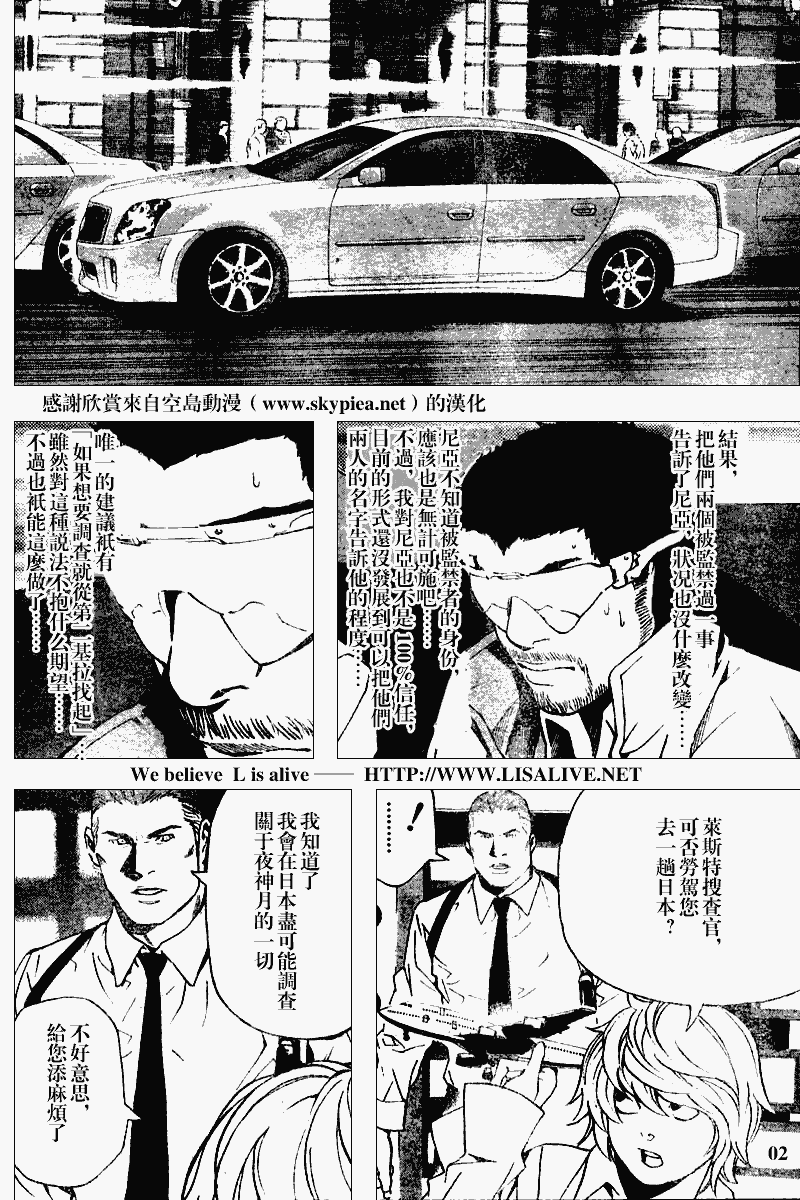 感謝欣賞來自空島動漫（www.skypiea.net）的漢化
結果，
把他們兩個被監禁過一事
告訴了尼亞，狀況也沒什麼改變……
尼亞不知道被監禁者的身份，
應該也是無計可施吧……
不過，我對尼亞也不是100%信任，
目前的形式還沒發展到可以把他們
兩人的名字告訴他的程度……
唯一的建議衹有
「如果想要調查就從第二基拉找起」…
雖然對這種説法不抱什么期望……
不過也衹能這麼做了……
We believe L is alive —— HTTP://WWW.LISALIVE.NET
萊斯特搜查官，
可否勞駕您
去一趟日本？
…！
我知道了
我會在日本盡可能調查
關于夜神月的一切
不好意思，
給您添麻煩了
02